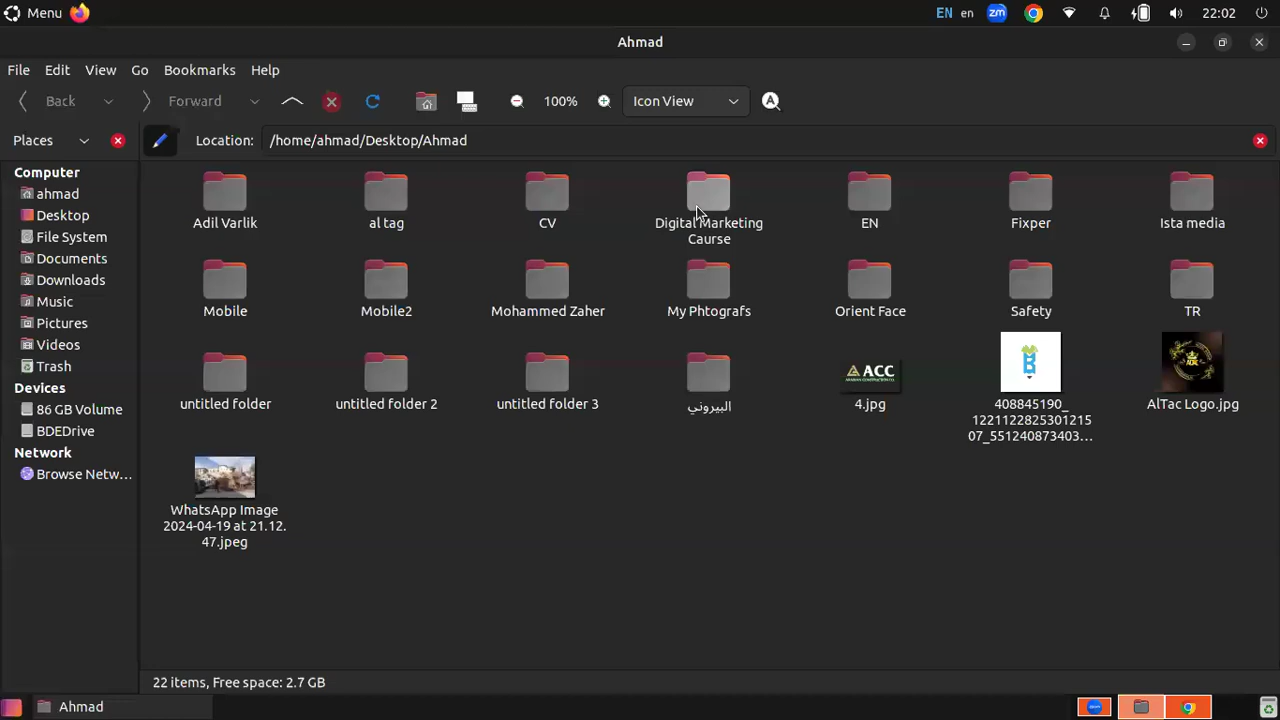 Menu
EN en zm 22:02
Ahmad
File Edit View Go Bookmarks Help
Back Forward 100% Icon View
Places
Location: /home/ahmad/Desktop/Ahmad
Computer
ahmad
Desktop
File System
Documents
Downloads
Music
Pictures
Videos
Trash
Devices
86 GB Volume
BDEDrive
Network
Browse Netw...
Adil Varlik
al tag
CV
Digital Marketing
Caurse
EN
Fixper
Ista media
Mobile
Mobile2
Mohammed Zaher
My Phtografs
Orient Face
Safety
TR
untitled folder
untitled folder 2
untitled folder 3
البيروني
ACC
4.jpg
408845190_
1221122825301215
07_551240873403...
AlTac Logo.jpg
WhatsApp Image
2024-04-19 at 21.12.
47.jpeg
22 items, Free space: 2.7 GB
Ahmad
zm